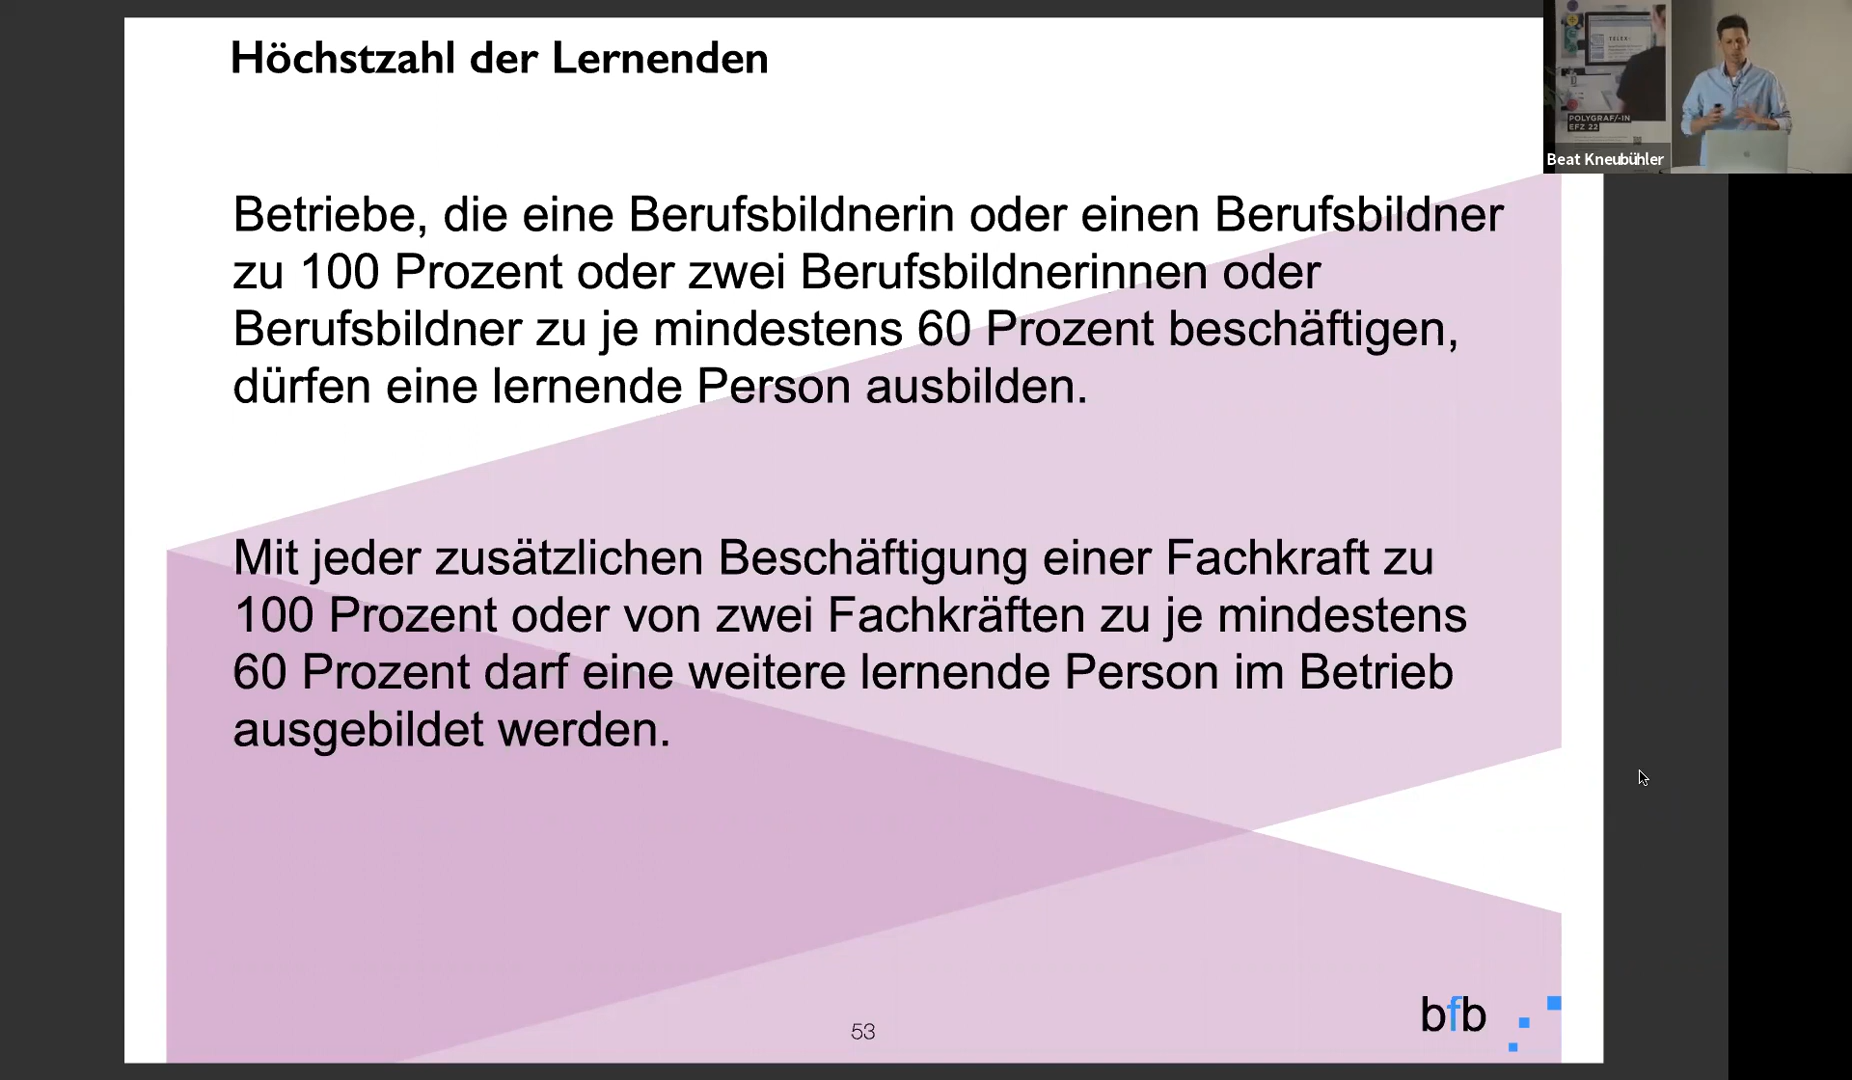 Höchstzahl der Lernenden
Betriebe, die eine Berufsbildnerin oder einen Berufsbildner
zu 100 Prozent oder zwei Berufsbildnerinnen oder
Berufsbildner zu je mindestens 60 Prozent beschäftigen,
dürfen eine lernende Person ausbilden.
Mit jeder zusätzlichen Beschäftigung einer Fachkraft zu
100 Prozent oder von zwei Fachkräften zu je mindestens
60 Prozent darf eine weitere lernende Person im Betrieb
ausgebildet werden.
53
bfb
POLYGRAF/-IN
EFZ 22
Beat Kneubühler